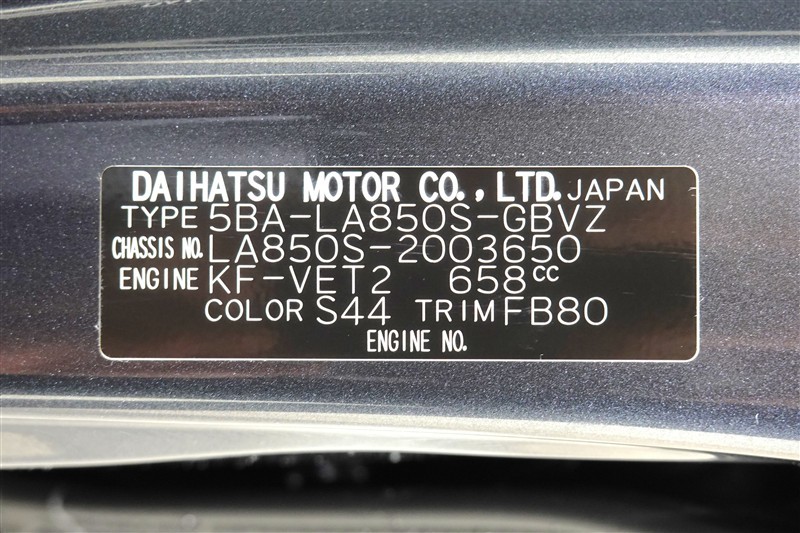 DAIHATSU MOTOR CO., LTD. JAPAN
TYPE 5BA-LA850S-GBVZ
CHASSIS NO. LA850S-2003650
ENGINE KF-VET2 658cc
COLOR S44 TRIM FB80
ENGINE NO.